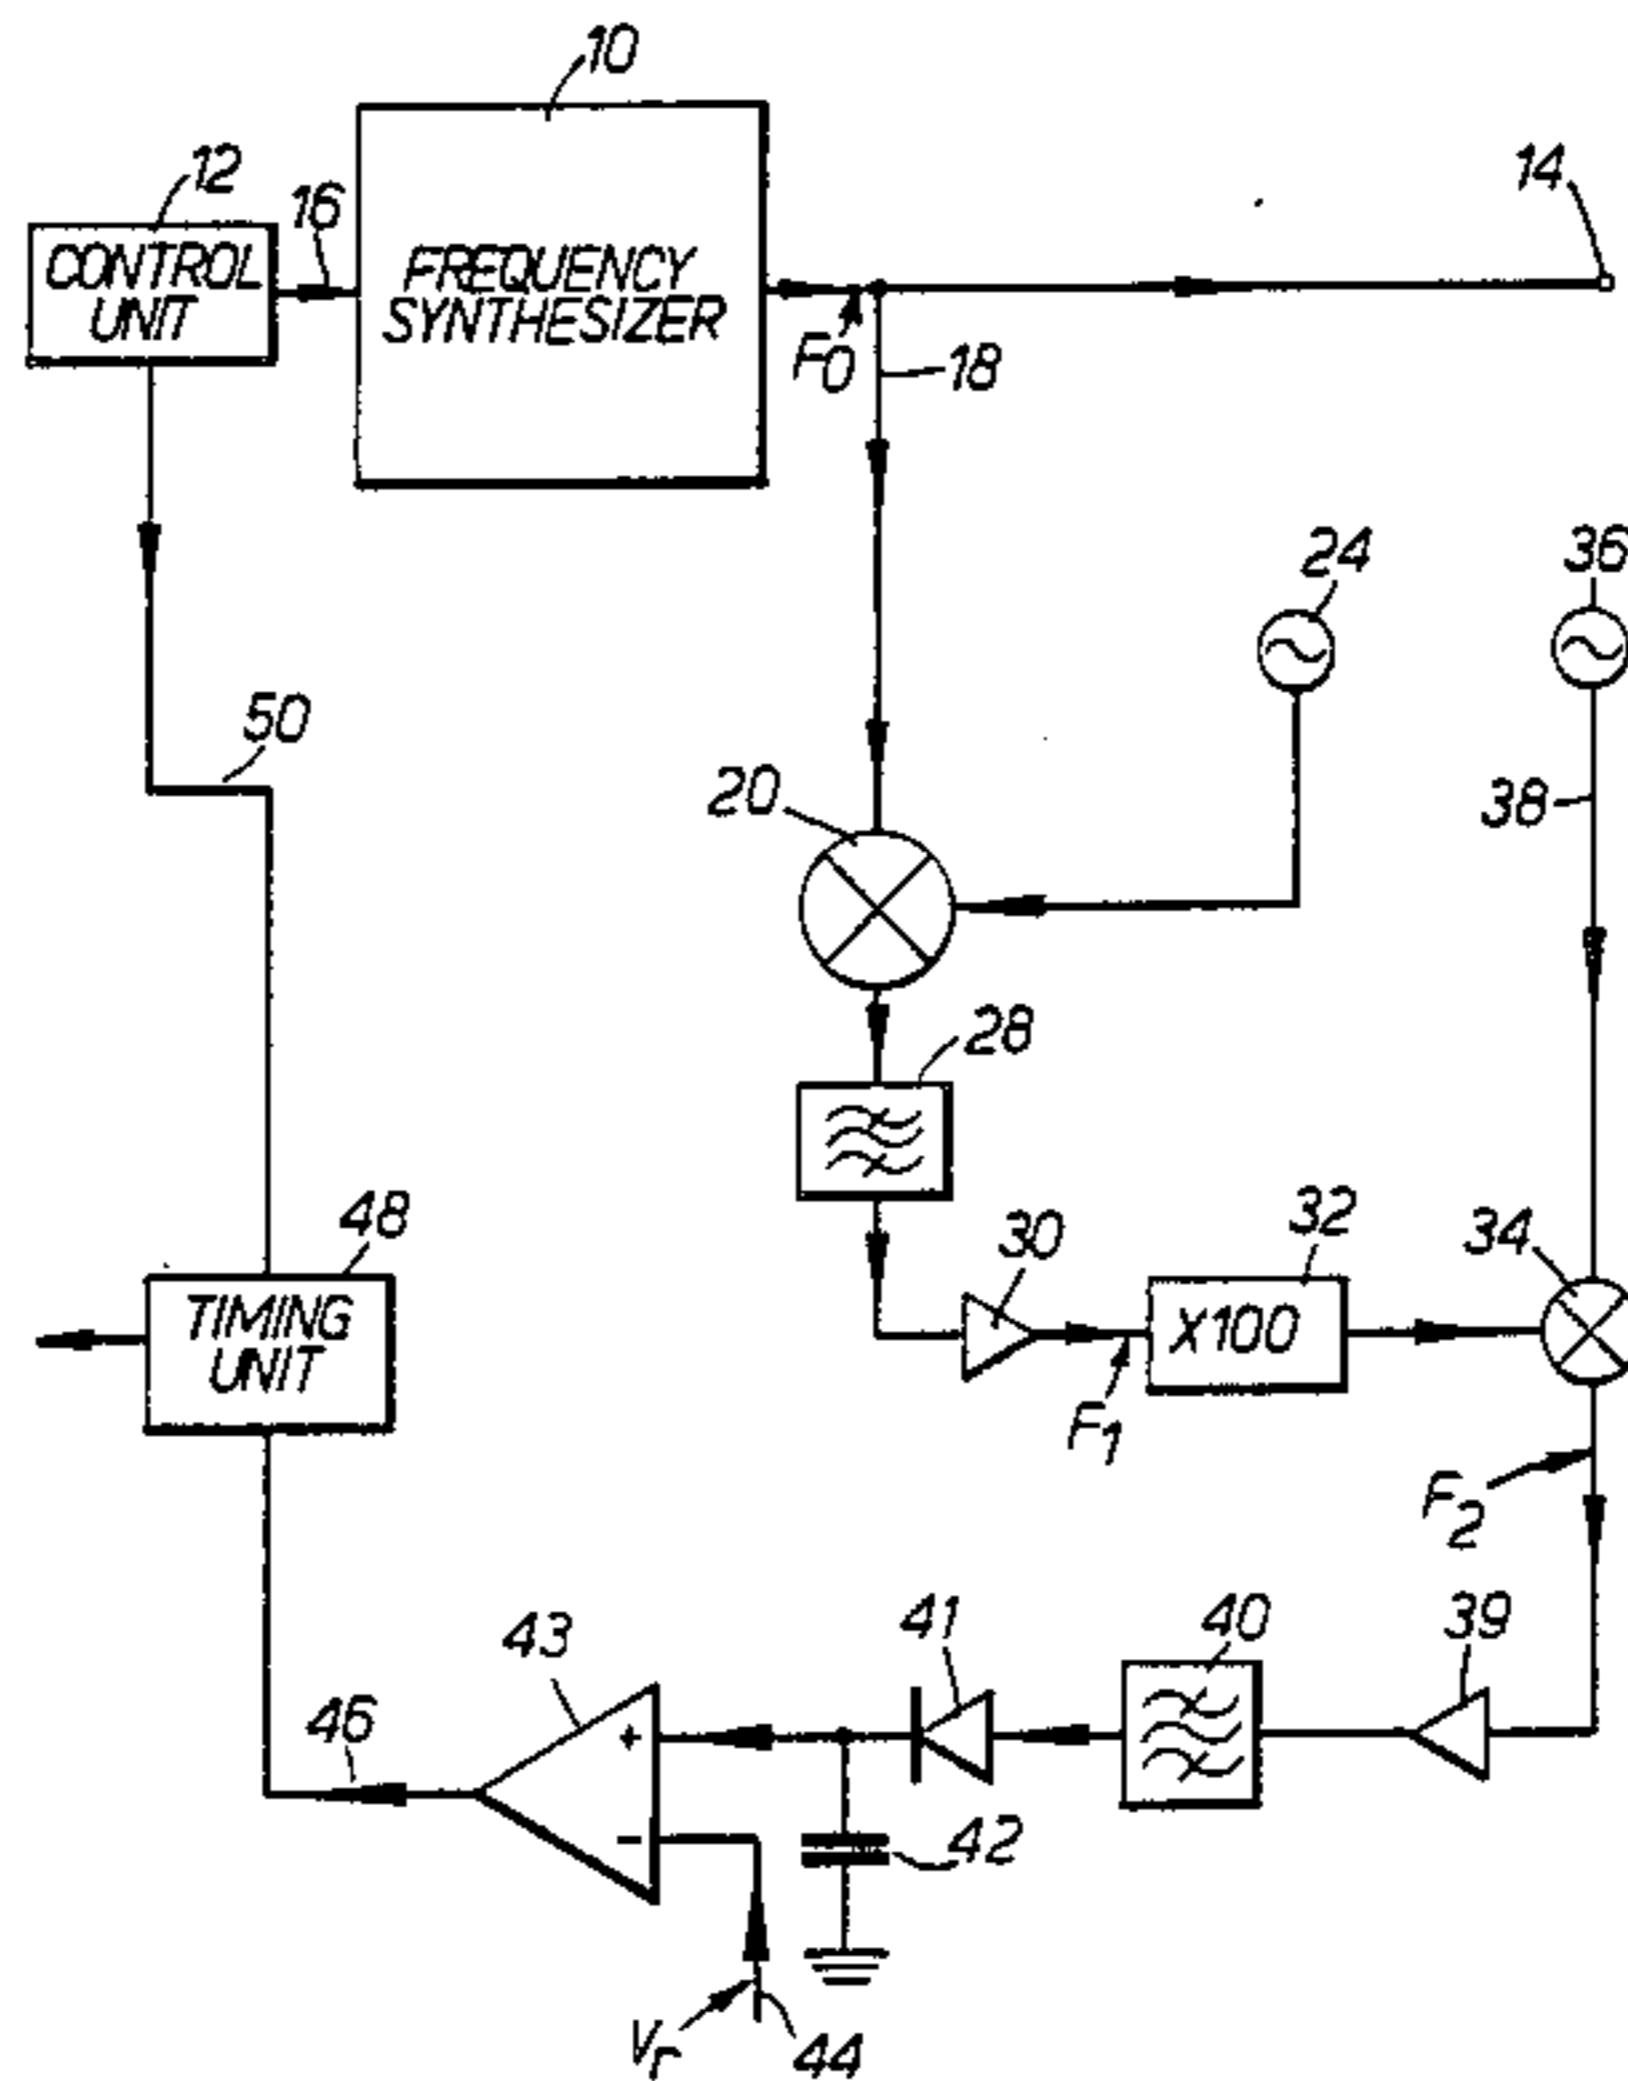 10
12
16
14
CONTROL
UNIT
FREQUENCY
SYNTHESIZER
F0
18
24
36
50
20
38
28
48
30
32
34
TIMING
UNIT
X100
F1
F2
43
41
40
39
46
+
-
42
Vr
44